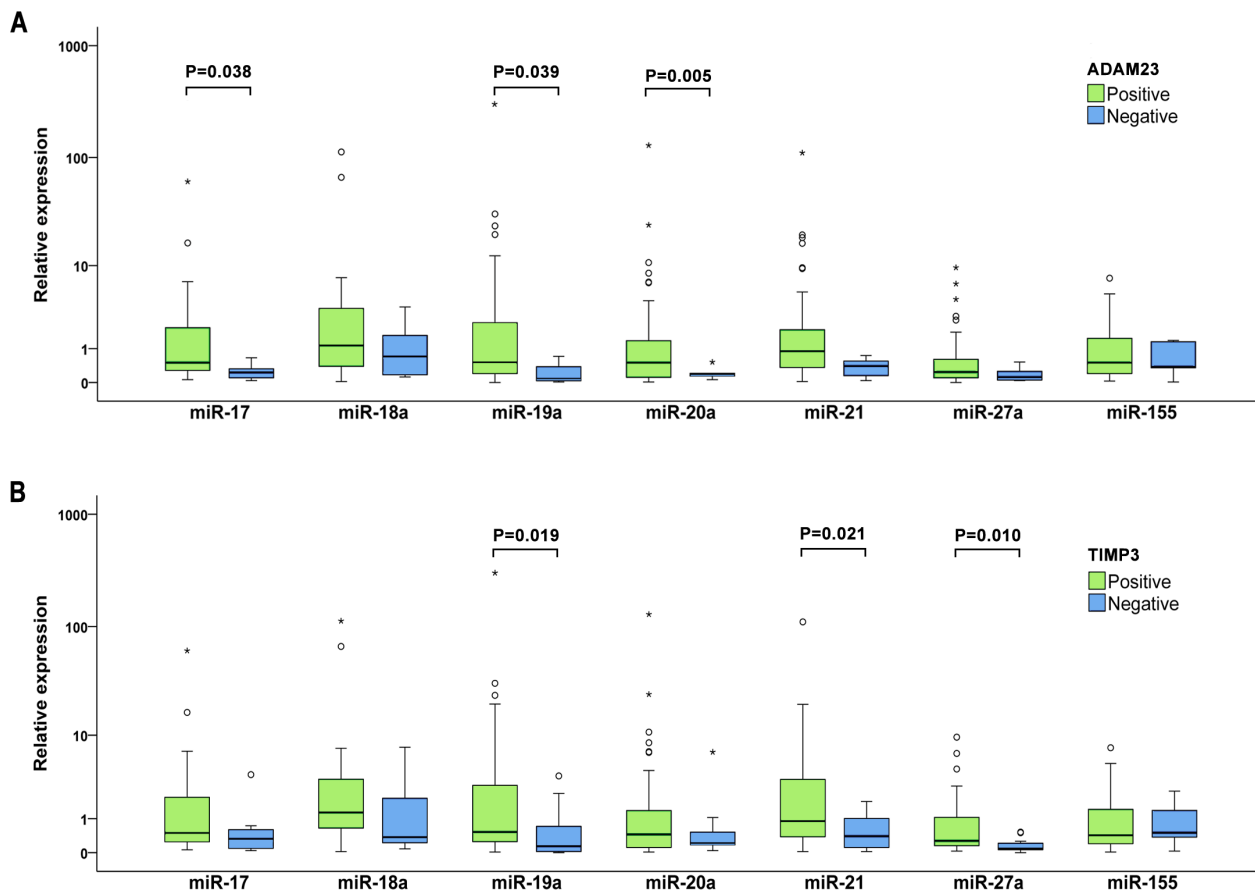 A
Relative expression
1000
100
10
1
0
P=0.038
P=0.039
P=0.005
ADAM23
Positive
Negative
miR-17 miR-18a miR-19a miR-20a miR-21 miR-27a miR-155
B
Relative expression
1000
100
10
1
0
P=0.019
P=0.021
P=0.010
TIMP3
Positive
Negative
miR-17 miR-18a miR-19a miR-20a miR-21 miR-27a miR-155